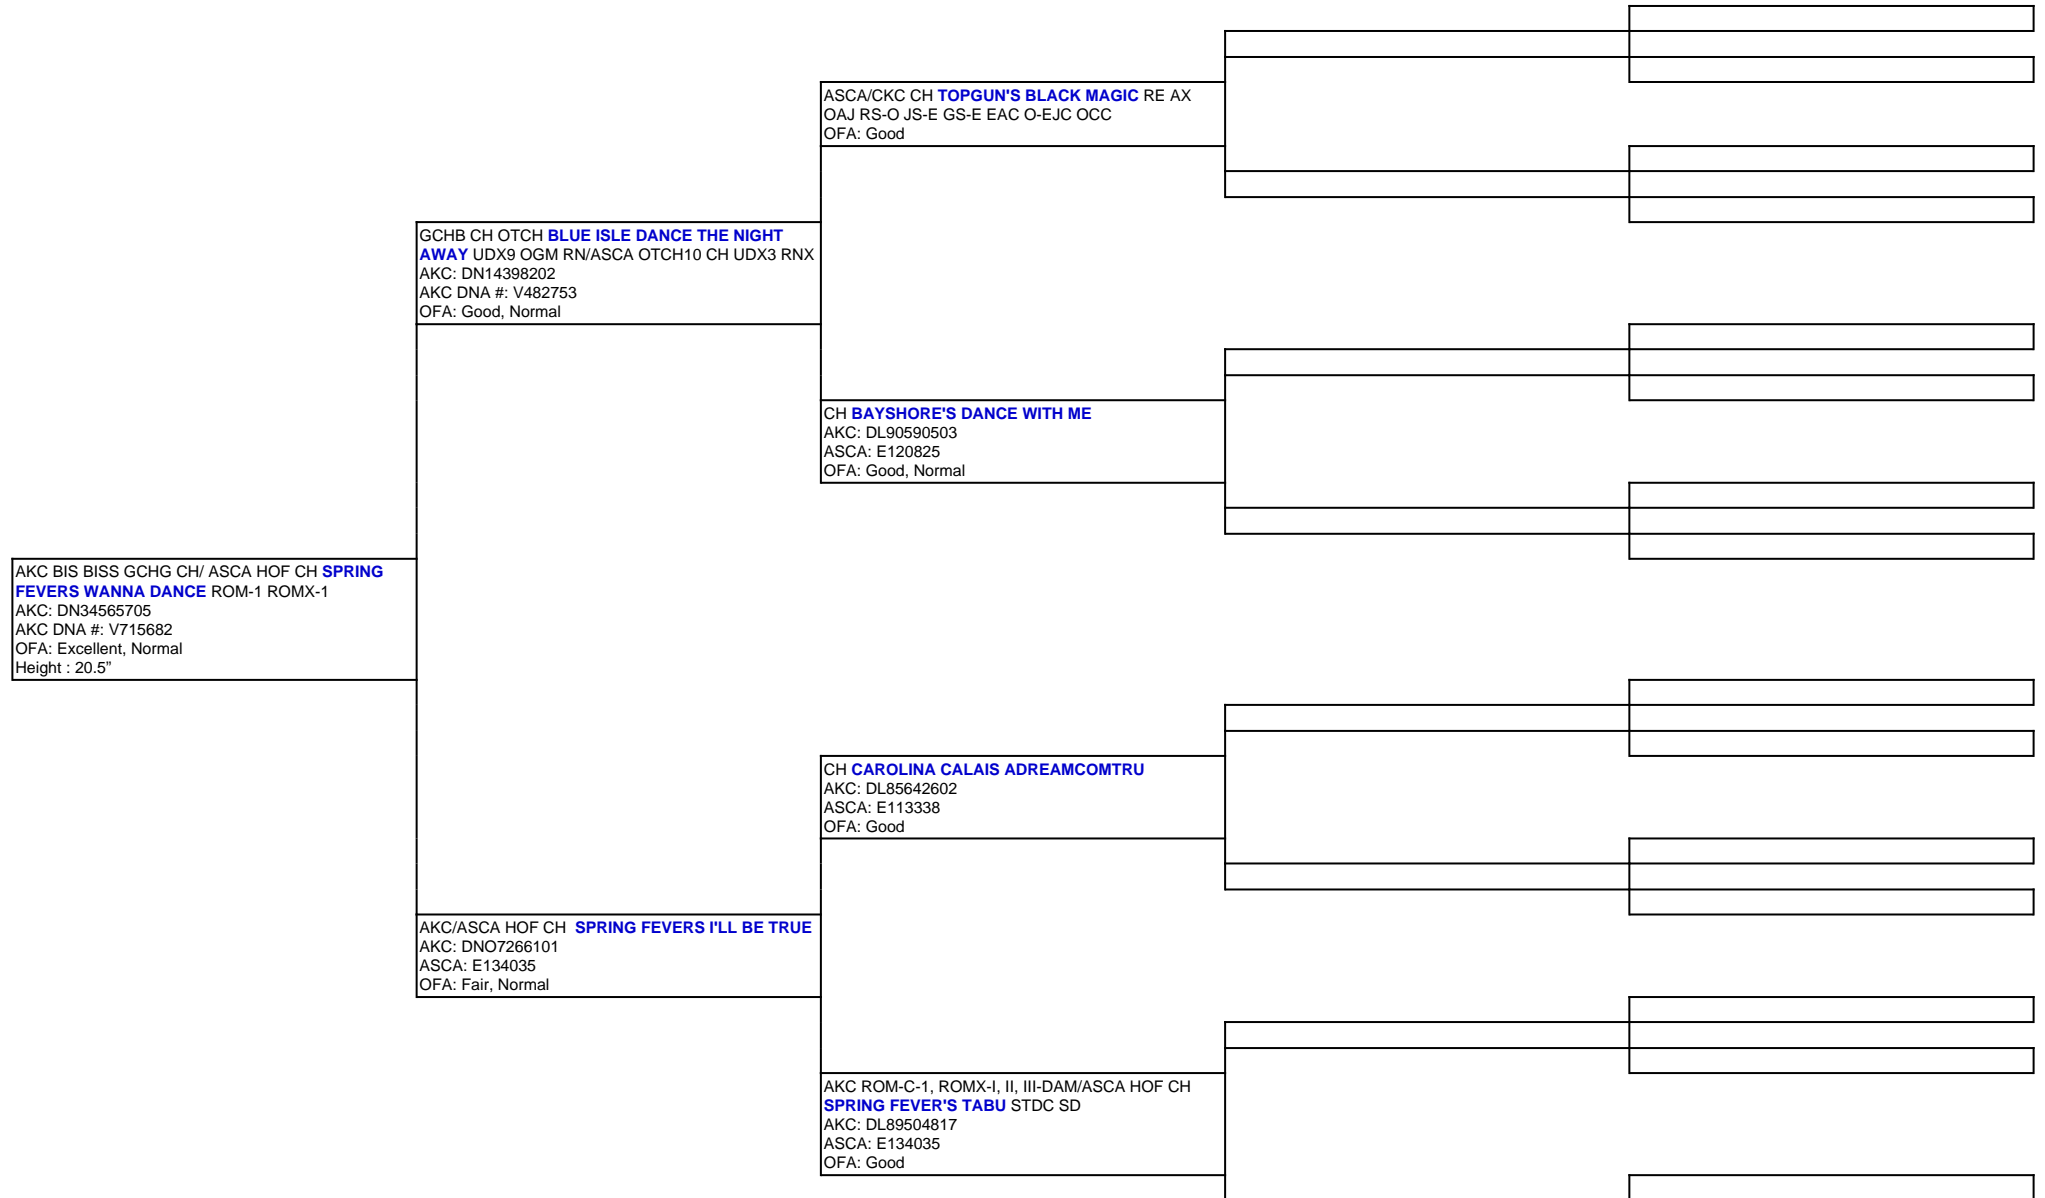 ASCA/CKC CH TOPGUN'S BLACK MAGIC RE AX
OAJ RS-O JS-E GS-E EAC O-EJC OCC
OFA: Good
GCHB CH OTCH BLUE ISLE DANCE THE NIGHT
AWAY UDX9 OGM RN/ASCA OTCH10 CH UDX3 RNX
AKC: DN14398202
AKC DNA #: V482753
OFA: Good, Normal
CH BAYSHORE'S DANCE WITH ME
AKC: DL90590503
ASCA: E120825
OFA: Good, Normal
AKC BIS BISS GCHG CH/ ASCA HOF CH SPRING
FEVERS WANNA DANCE ROM-1 ROMX-1
AKC: DN34565705
AKC DNA #: V715682
OFA: Excellent, Normal
Height : 20.5”
CH CAROLINA CALAIS ADREAMCOMTRU
AKC: DL85642602
ASCA: E113338
OFA: Good
AKC/ASCA HOF CH  SPRING FEVERS I'LL BE TRUE
AKC: DNO7266101
ASCA: E134035
OFA: Fair, Normal
AKC ROM-C-1, ROMX-I, II, III-DAM/ASCA HOF CH
SPRING FEVER'S TABU STDC SD
AKC: DL89504817
ASCA: E134035
OFA: Good